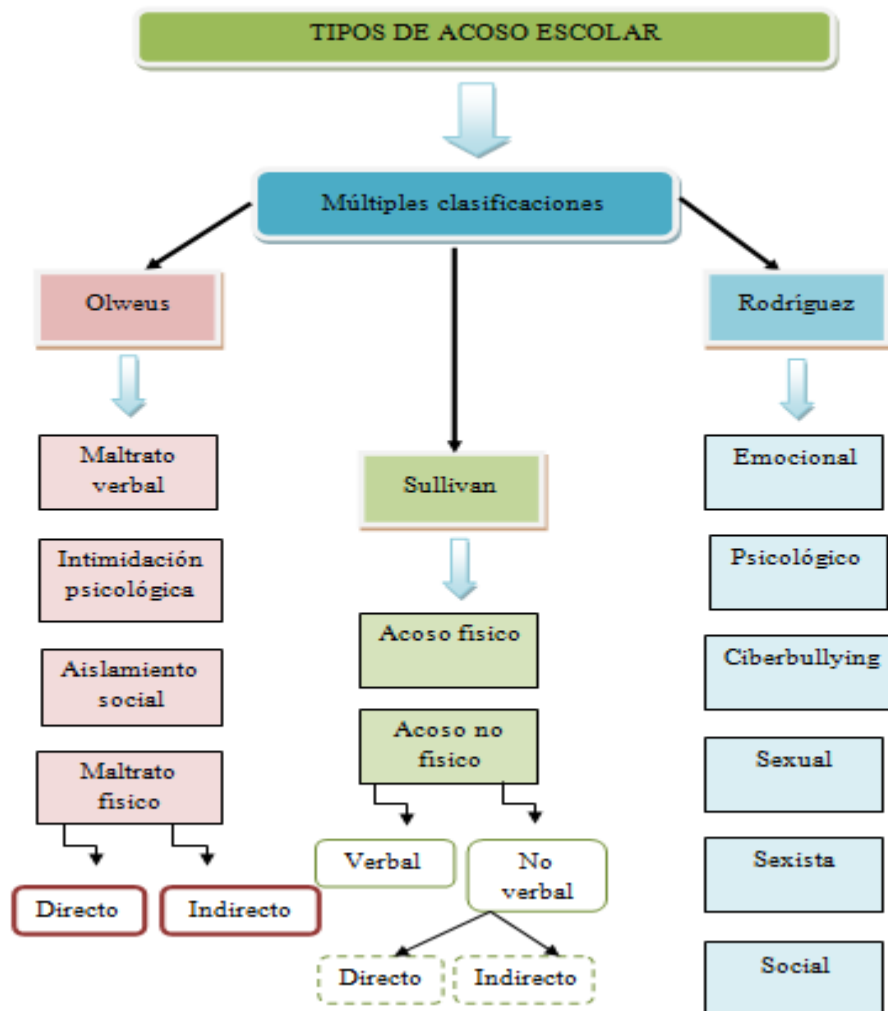 TIPOS DE ACOSO ESCOLAR
Múltiples clasificaciones
Olweus
Maltrato
verbal
Intimidación
psicológica
Aislamiento
social
Maltrato
fisico
Directo
Indirecto
Sullivan
Acoso fisico
Acoso no
fisico
Verbal
No
verbal
Directo
Indirecto
Rodríguez
Emocional
Psicológico
Ciberbullying
Sexual
Sexista
Social